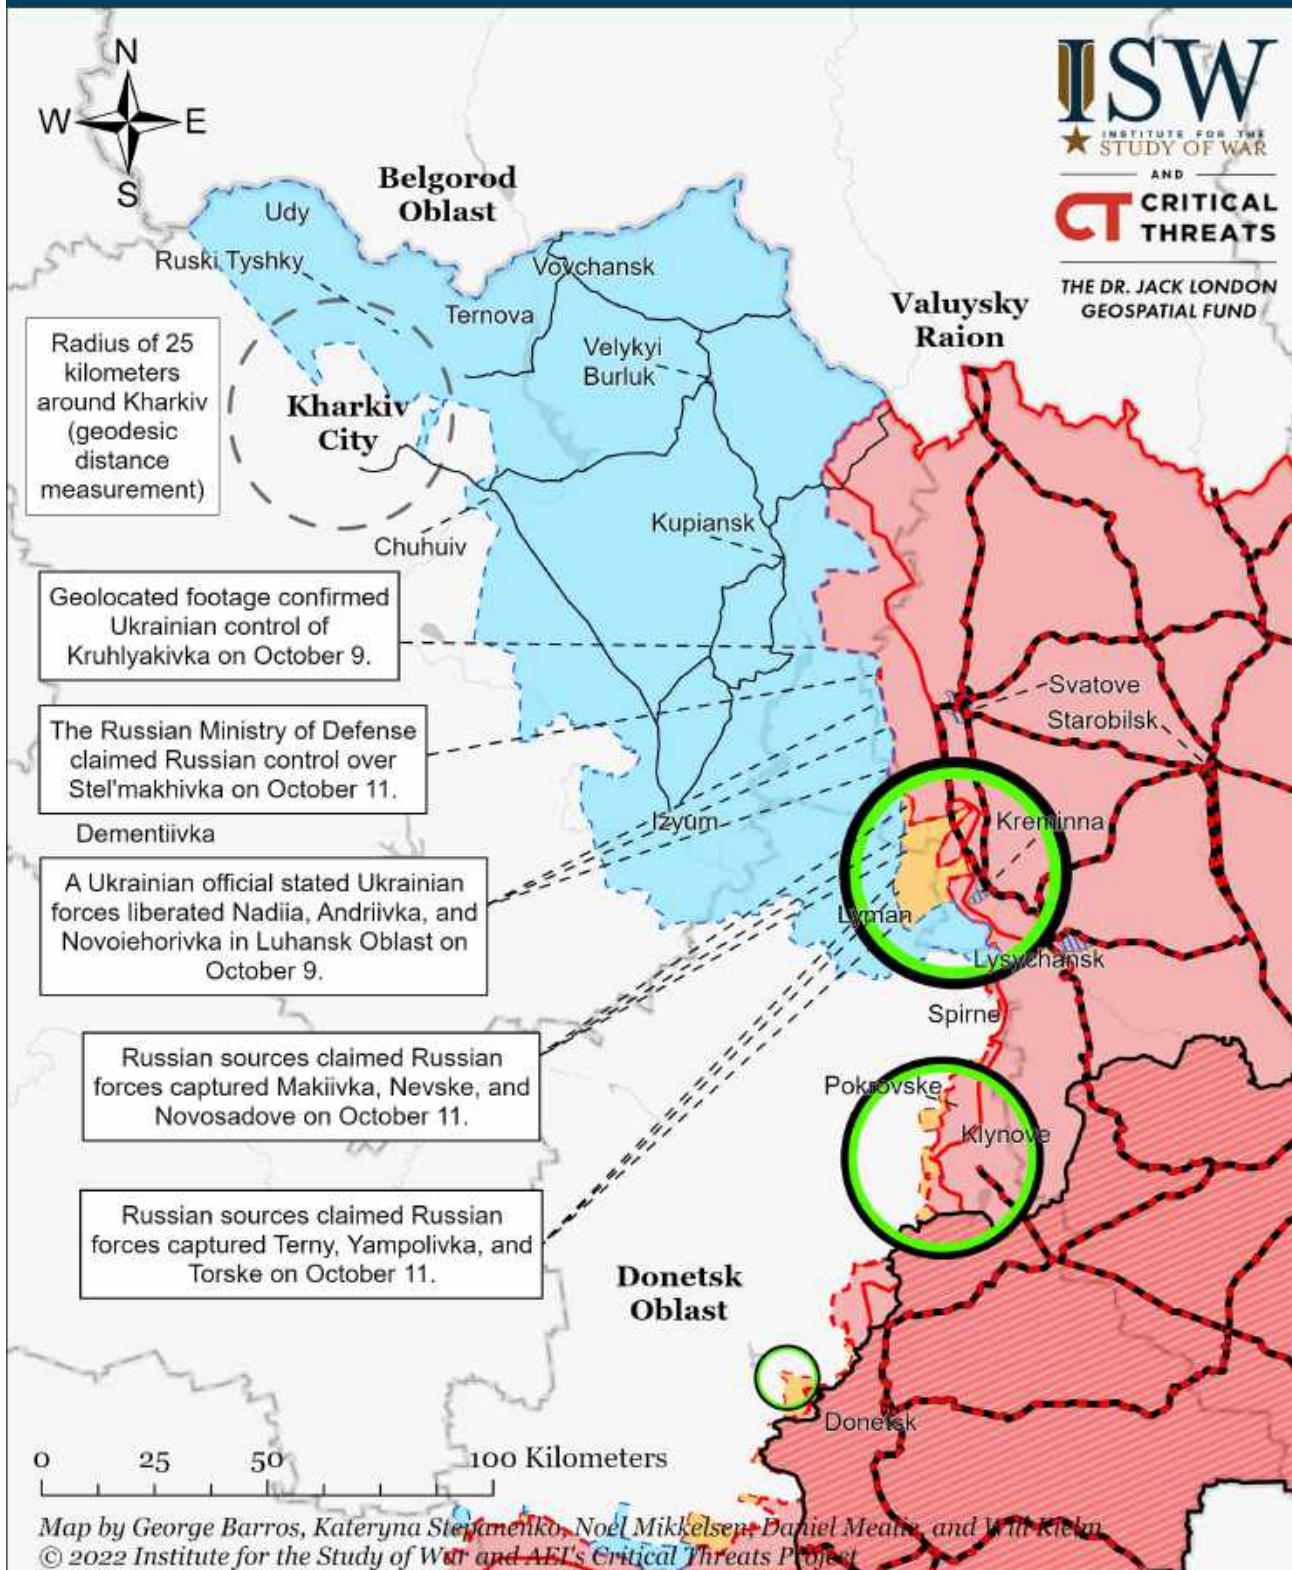 N
W E
S
ISW
INSTITUTE FOR THE
STUDY OF WAR
AND
CT CRITICAL
THREATS
THE DR. JACK LONDON
GEOSPATIAL FUND
Belgorod
Oblast
Udy
Ruski Tyshky
Vovchansk
Ternova
Valuysky
Raion
Velykyi
Burluk
Radius of 25
kilometers
around Kharkiv
(geodesic
distance
measurement)
Kharkiv
City
Kupiansk
Chuhuiv
Geolocated footage confirmed
Ukrainian control of
Kruhlyakivka on October 9.
Svatove
Starobilsk
The Russian Ministry of Defense
claimed Russian control over
Stel'makhivka on October 11.
Dementiivka
Izyum
Kreminna
A Ukrainian official stated Ukrainian
forces liberated Nadiia, Andriivka, and
Novoiehorivka in Luhansk Oblast on
October 9.
Lyman
Lysychansk
Spirne
Russian sources claimed Russian
forces captured Makiivka, Nevske, and
Novosadove on October 11.
Pokrovske
Klynove
Russian sources claimed Russian
forces captured Terny, Yampolivka, and
Torske on October 11.
Donetsk
Oblast
Donetsk
0 25 50 100 Kilometers
Map by George Barros, Kateryna Stepanenko, Noel Mikkelsen, Daniel Mealie, and Will Kielm
© 2022 Institute for the Study of War and AEI's Critical Threats Project